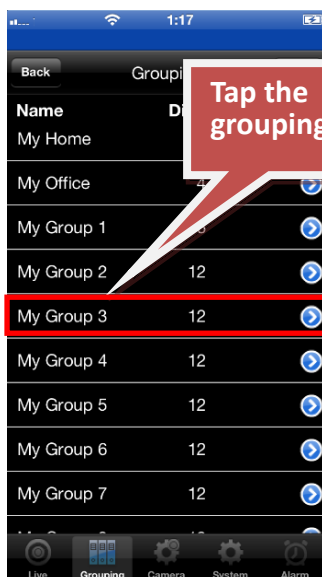 1:17
Back Groupi
Tap the
grouping
Name Di
My Home
My Office 4
My Group 1
My Group 2 12
My Group 3 12
My Group 4 12
My Group 5 12
My Group 6 12
My Group 7 12
Live Grouping Camera System Alarm